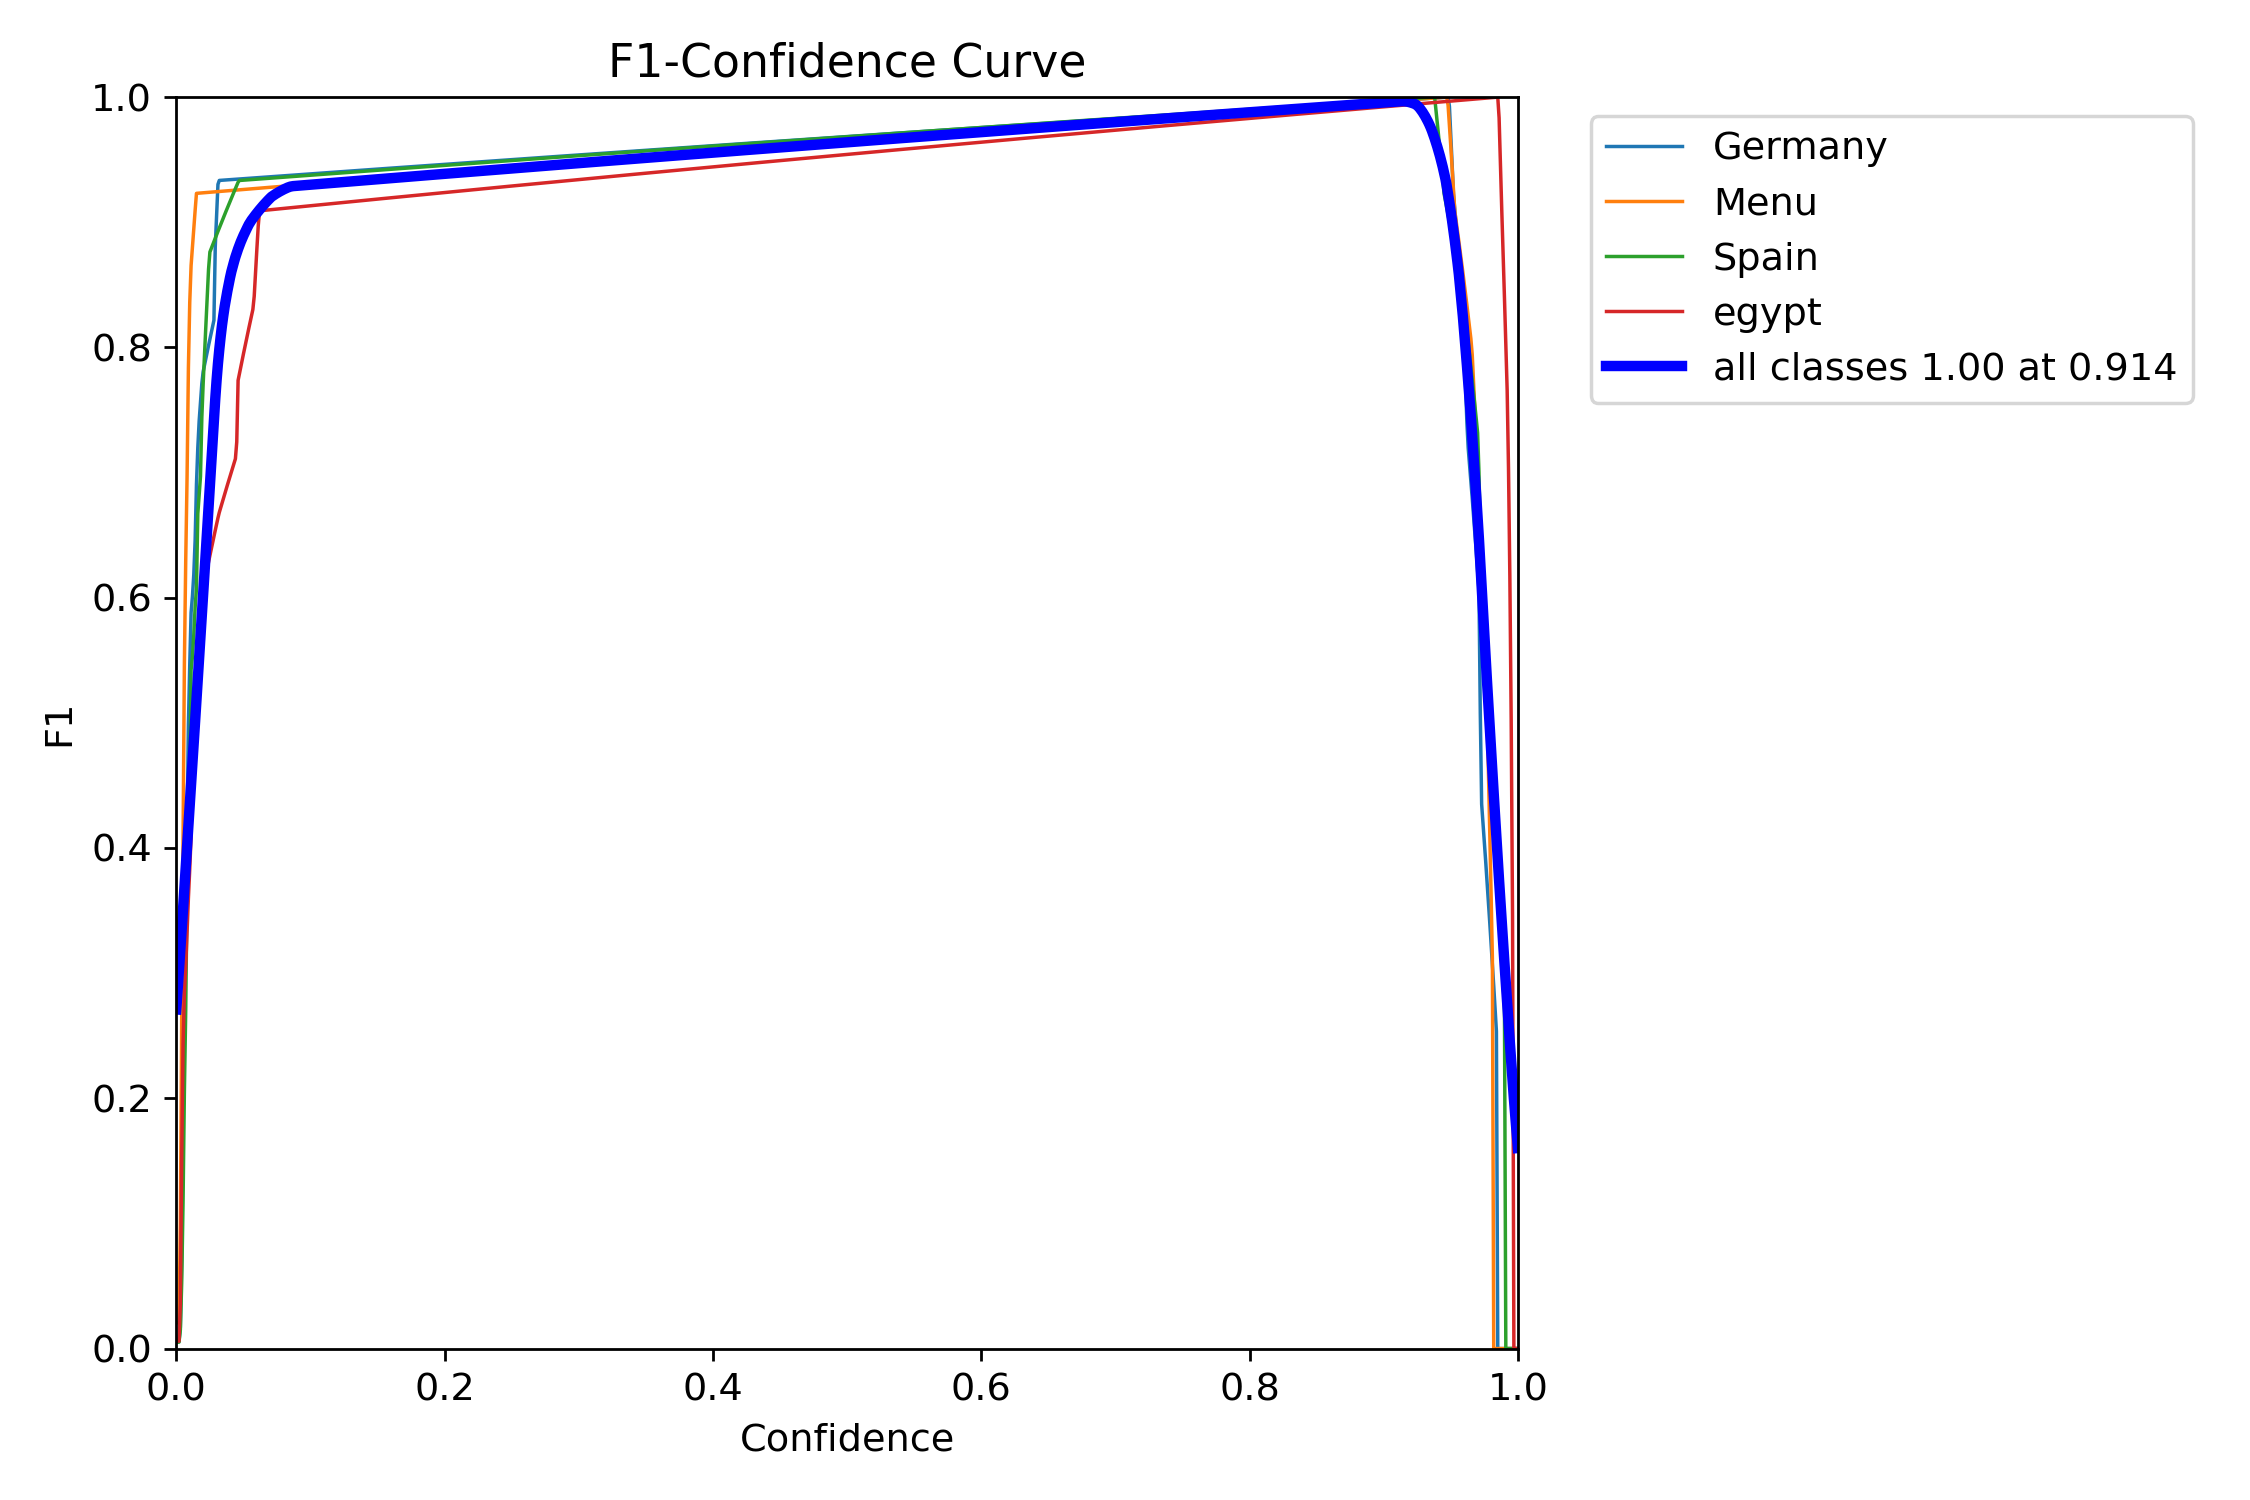 F1-Confidence Curve
1.0
0.8
0.6
0.4
0.2
0.0
F1
0.0 0.2 0.4 0.6 0.8 1.0
Confidence
Germany
Menu
Spain
egypt
all classes 1.00 at 0.914